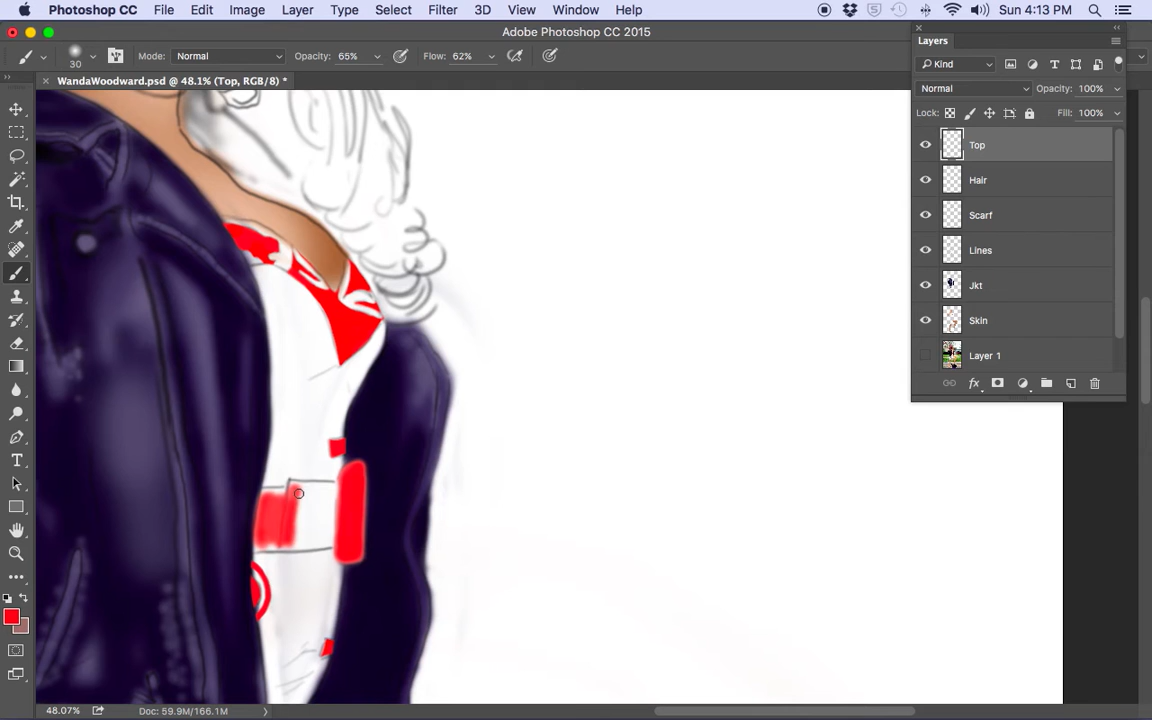 Photoshop CC File Edit Image Layer Type Select Filter 3D View Window Help Sun 4:13 PM
Adobe Photoshop CC 2015
30 Mode: Normal Opacity: 65% Flow: 62%
WandaWoodward.psd @ 48.1% (Top, RGB/8) *
Layers
Kind
Normal Opacity: 100%
Lock: Fill: 100%
Top
Hair
Scarf
Lines
Jkt
Skin
Layer 1
fx
48.07% Doc: 59.9M/166.1M